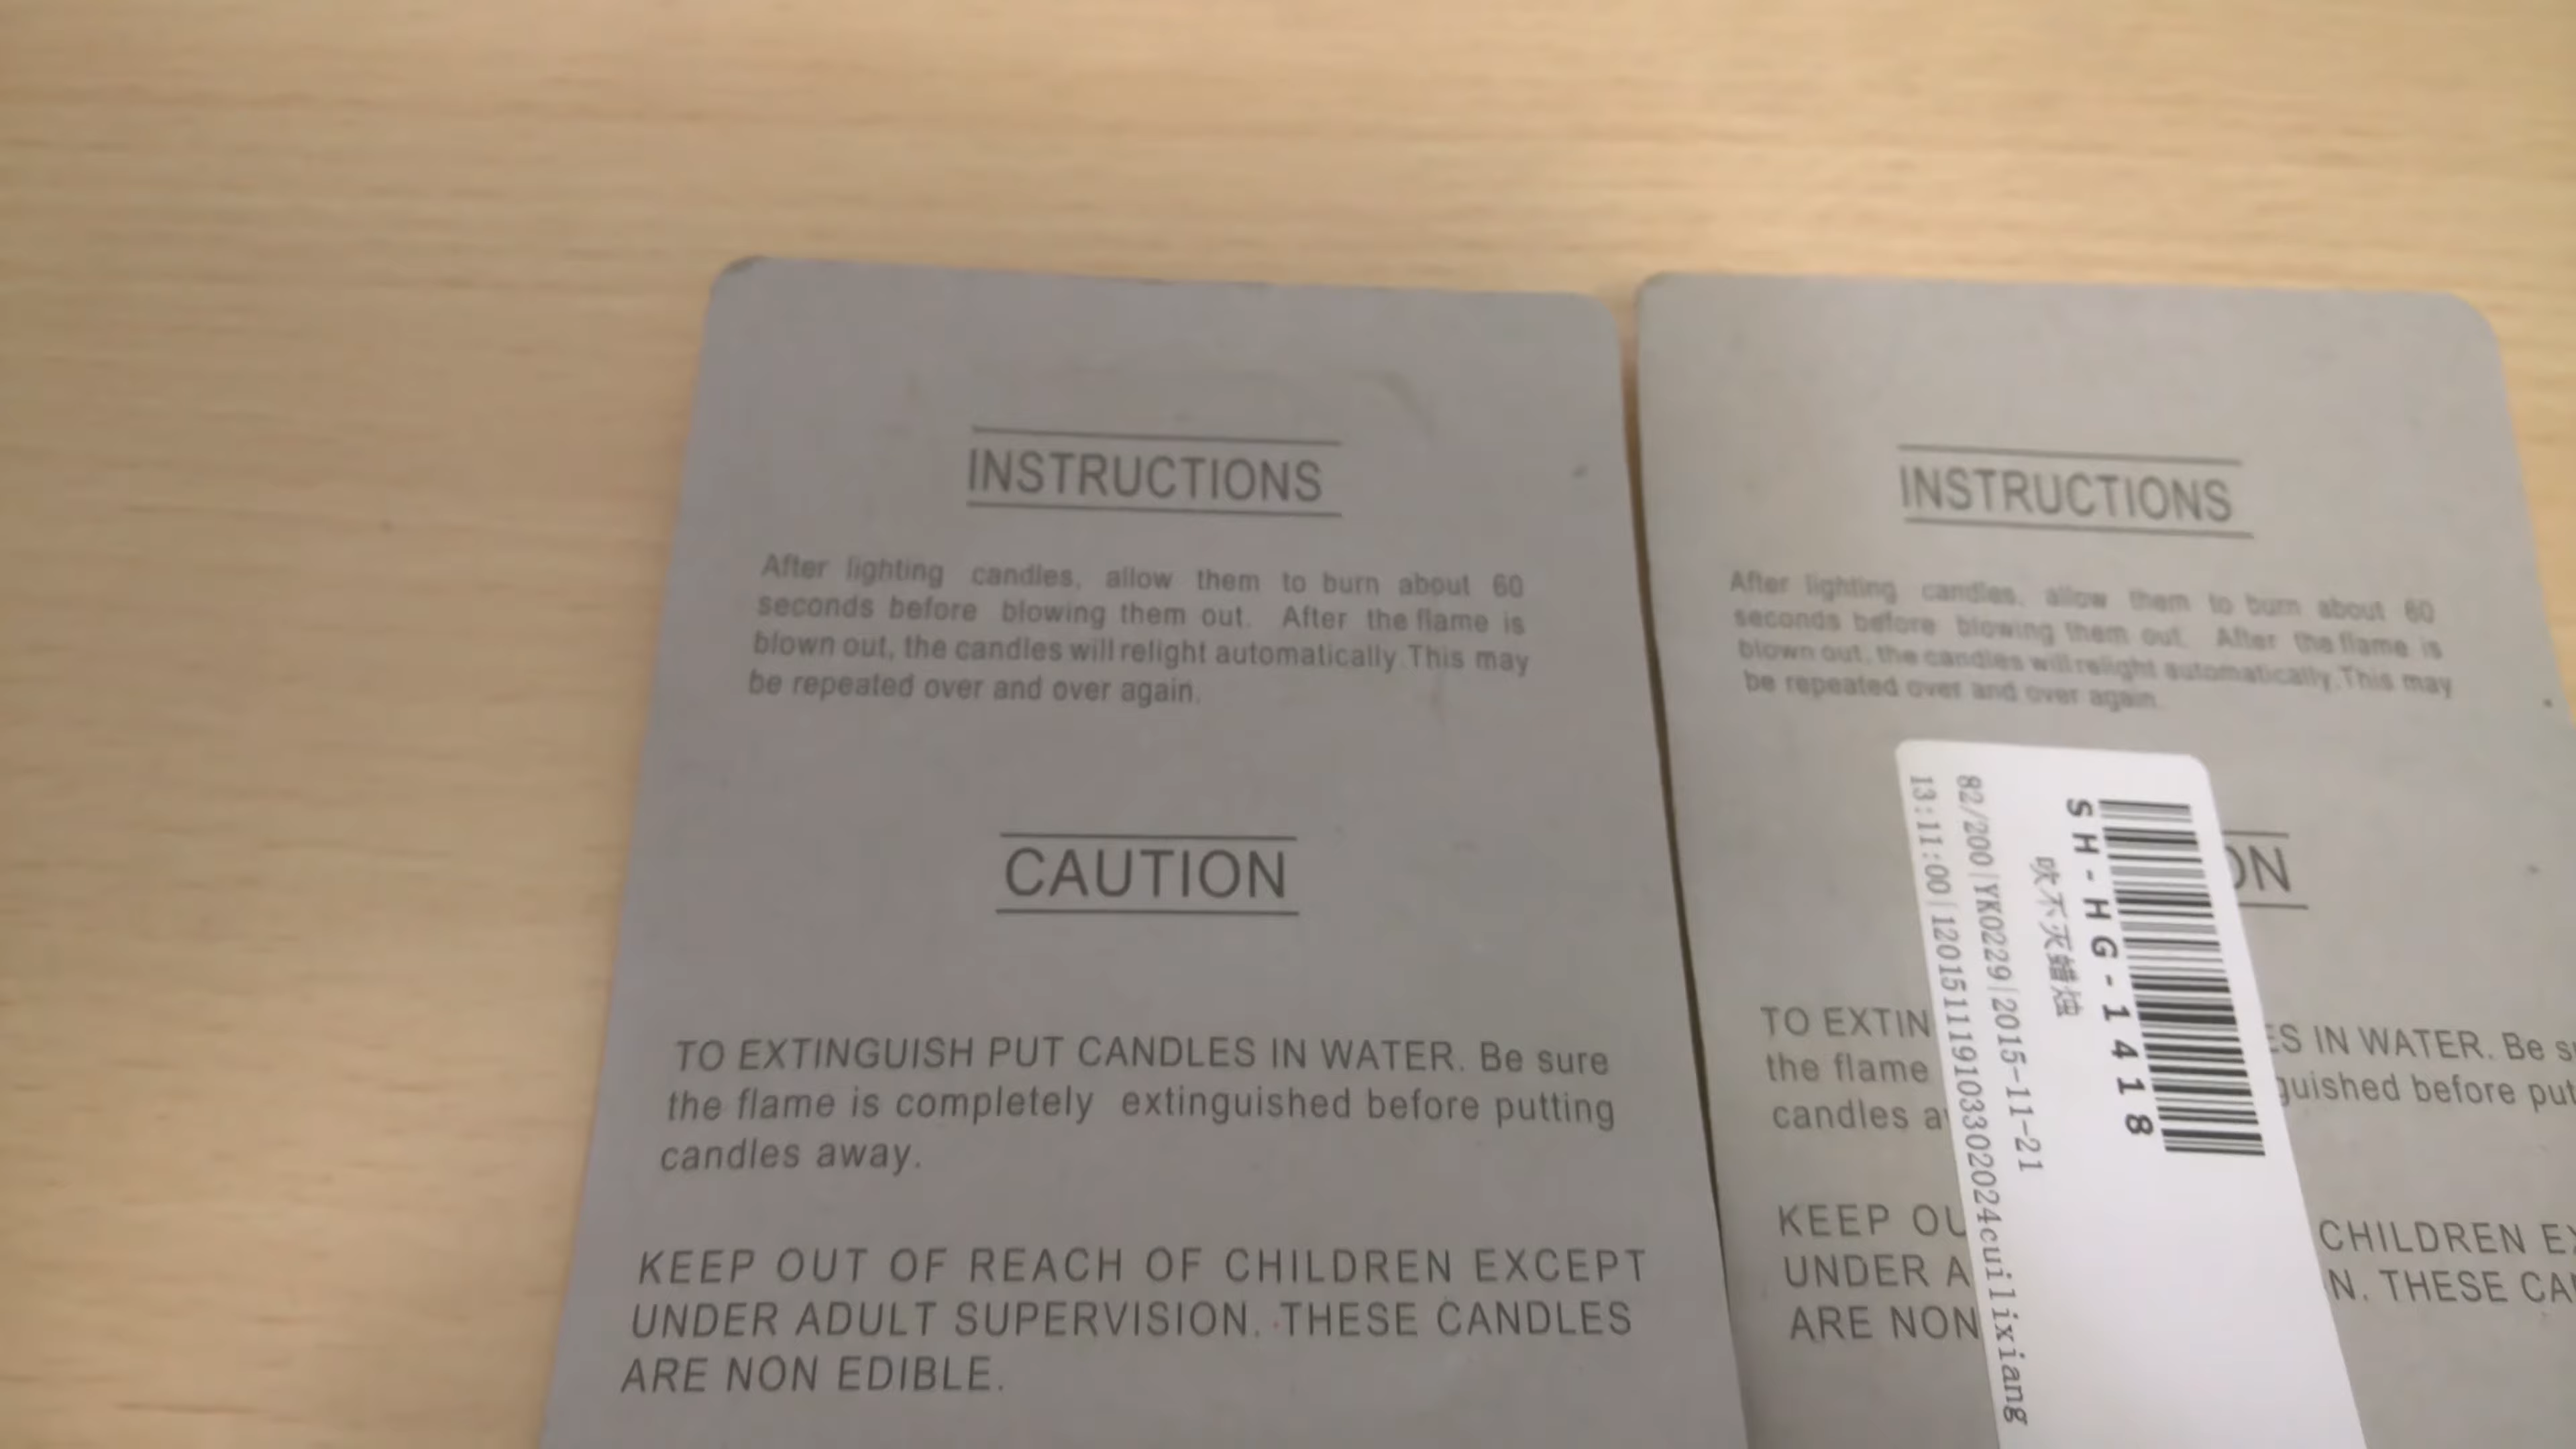 INSTRUCTIONS
After lighting candles, allow them to burn about 60
seconds before blowing them out. After the flame is
blown out, the candles will relight automatically.This may
be repeated over and over again.
CAUTION
TO EXTINGUISH PUT CANDLES IN WATER. Be sure
the flame is completely extinguished before putting
candles away.
KEEP OUT OF REACH OF CHILDREN EXCEPT
UNDER ADULT SUPERVISION. THESE CANDLES
ARE NON EDIBLE.
INSTRUCTIONS
After lighting candles, allow them to burn about 60
seconds before blowing them out. After the flame is
blown out, the candles will relight automatically.This may
be repeated over and over again.
ON
TO EXTIN ES IN WATER. Be s
the flame guished before put
candles a
KEEP OU CHILDREN EX
UNDER A N. THESE CA
ARE NON
SH-HG-1418
吹不灭蜡烛
82/200|YK0229|2015-11-21
13:11:00|120151119103302024cuilixiang